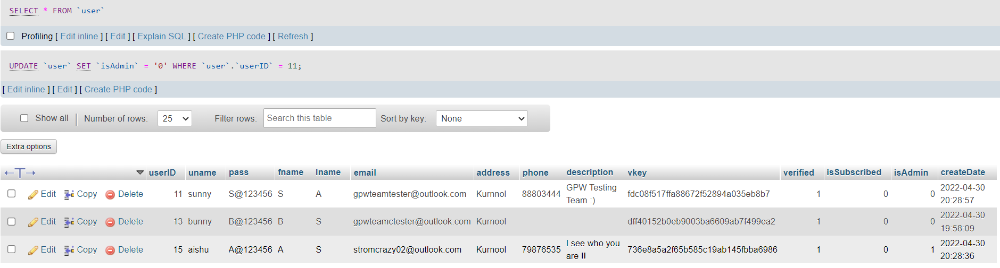 SELECT * FROM `user`
Profiling [ Edit inline ] [ Edit ] [ Explain SQL ] [ Create PHP code ] [ Refresh ]
UPDATE `user` SET `isAdmin` = '0' WHERE `user`.`userID` = 11;
[ Edit inline ] [ Edit ] [ Create PHP code ]
Show all Number of rows: 25 Filter rows: Search this table Sort by key: None
Extra options
userID uname pass fname lname email address phone description vkey verified isSubscribed isAdmin createDate
Edit Copy Delete 11 sunny S@123456 S A gpwteamtester@outlook.com Kurnnol 88803444 GPW Testing fdc08f517ffa88672f52894a035eb8b7 1 0 0 2022-04-30
Team :) 20:28:57
Edit Copy Delete 13 bunny B@123456 B S gpwteamctester@outlook.com Kurnool dff40152b0eb9003ba6609ab7f499ea2 1 0 0 2022-04-30
19:58:09
Edit Copy Delete 15 aishu A@123456 A S stromcrazy02@outlook.com Kurnool 79876535 I see who you 736e8a5a2f65b585c19ab145fbba6986 1 0 1 2022-04-30
are !! 20:28:36